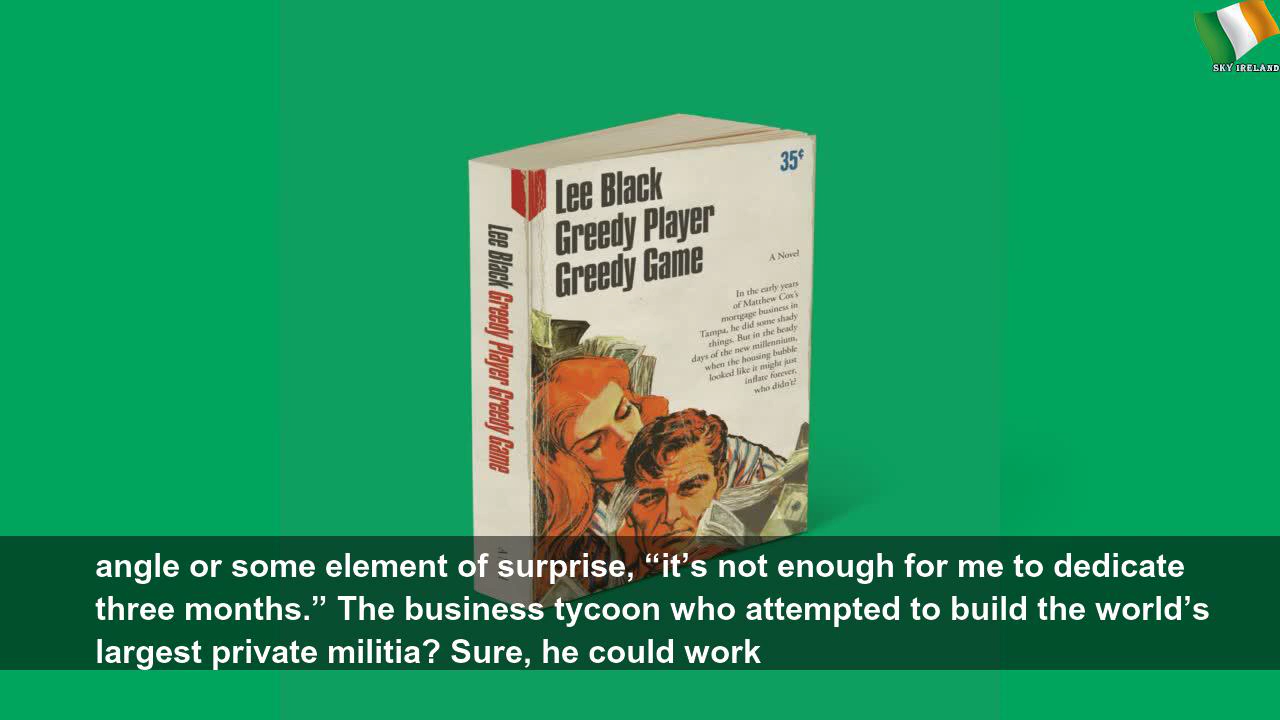 SKY IRELAND
35¢
Lee Black
Greedy Player
Greedy Game
A Novel
In the early years
of Matthew Cox's
mortgage business in
Tampa, he did some shady
things. But in the heady
days of the new millennium,
when the housing bubble
looked like it might just
inflate forever,
who didn't?
Lee Black Greedy Player Greedy Game
angle or some element of surprise, “it’s not enough for me to dedicate
three months.” The business tycoon who attempted to build the world’s
largest private militia? Sure, he could work